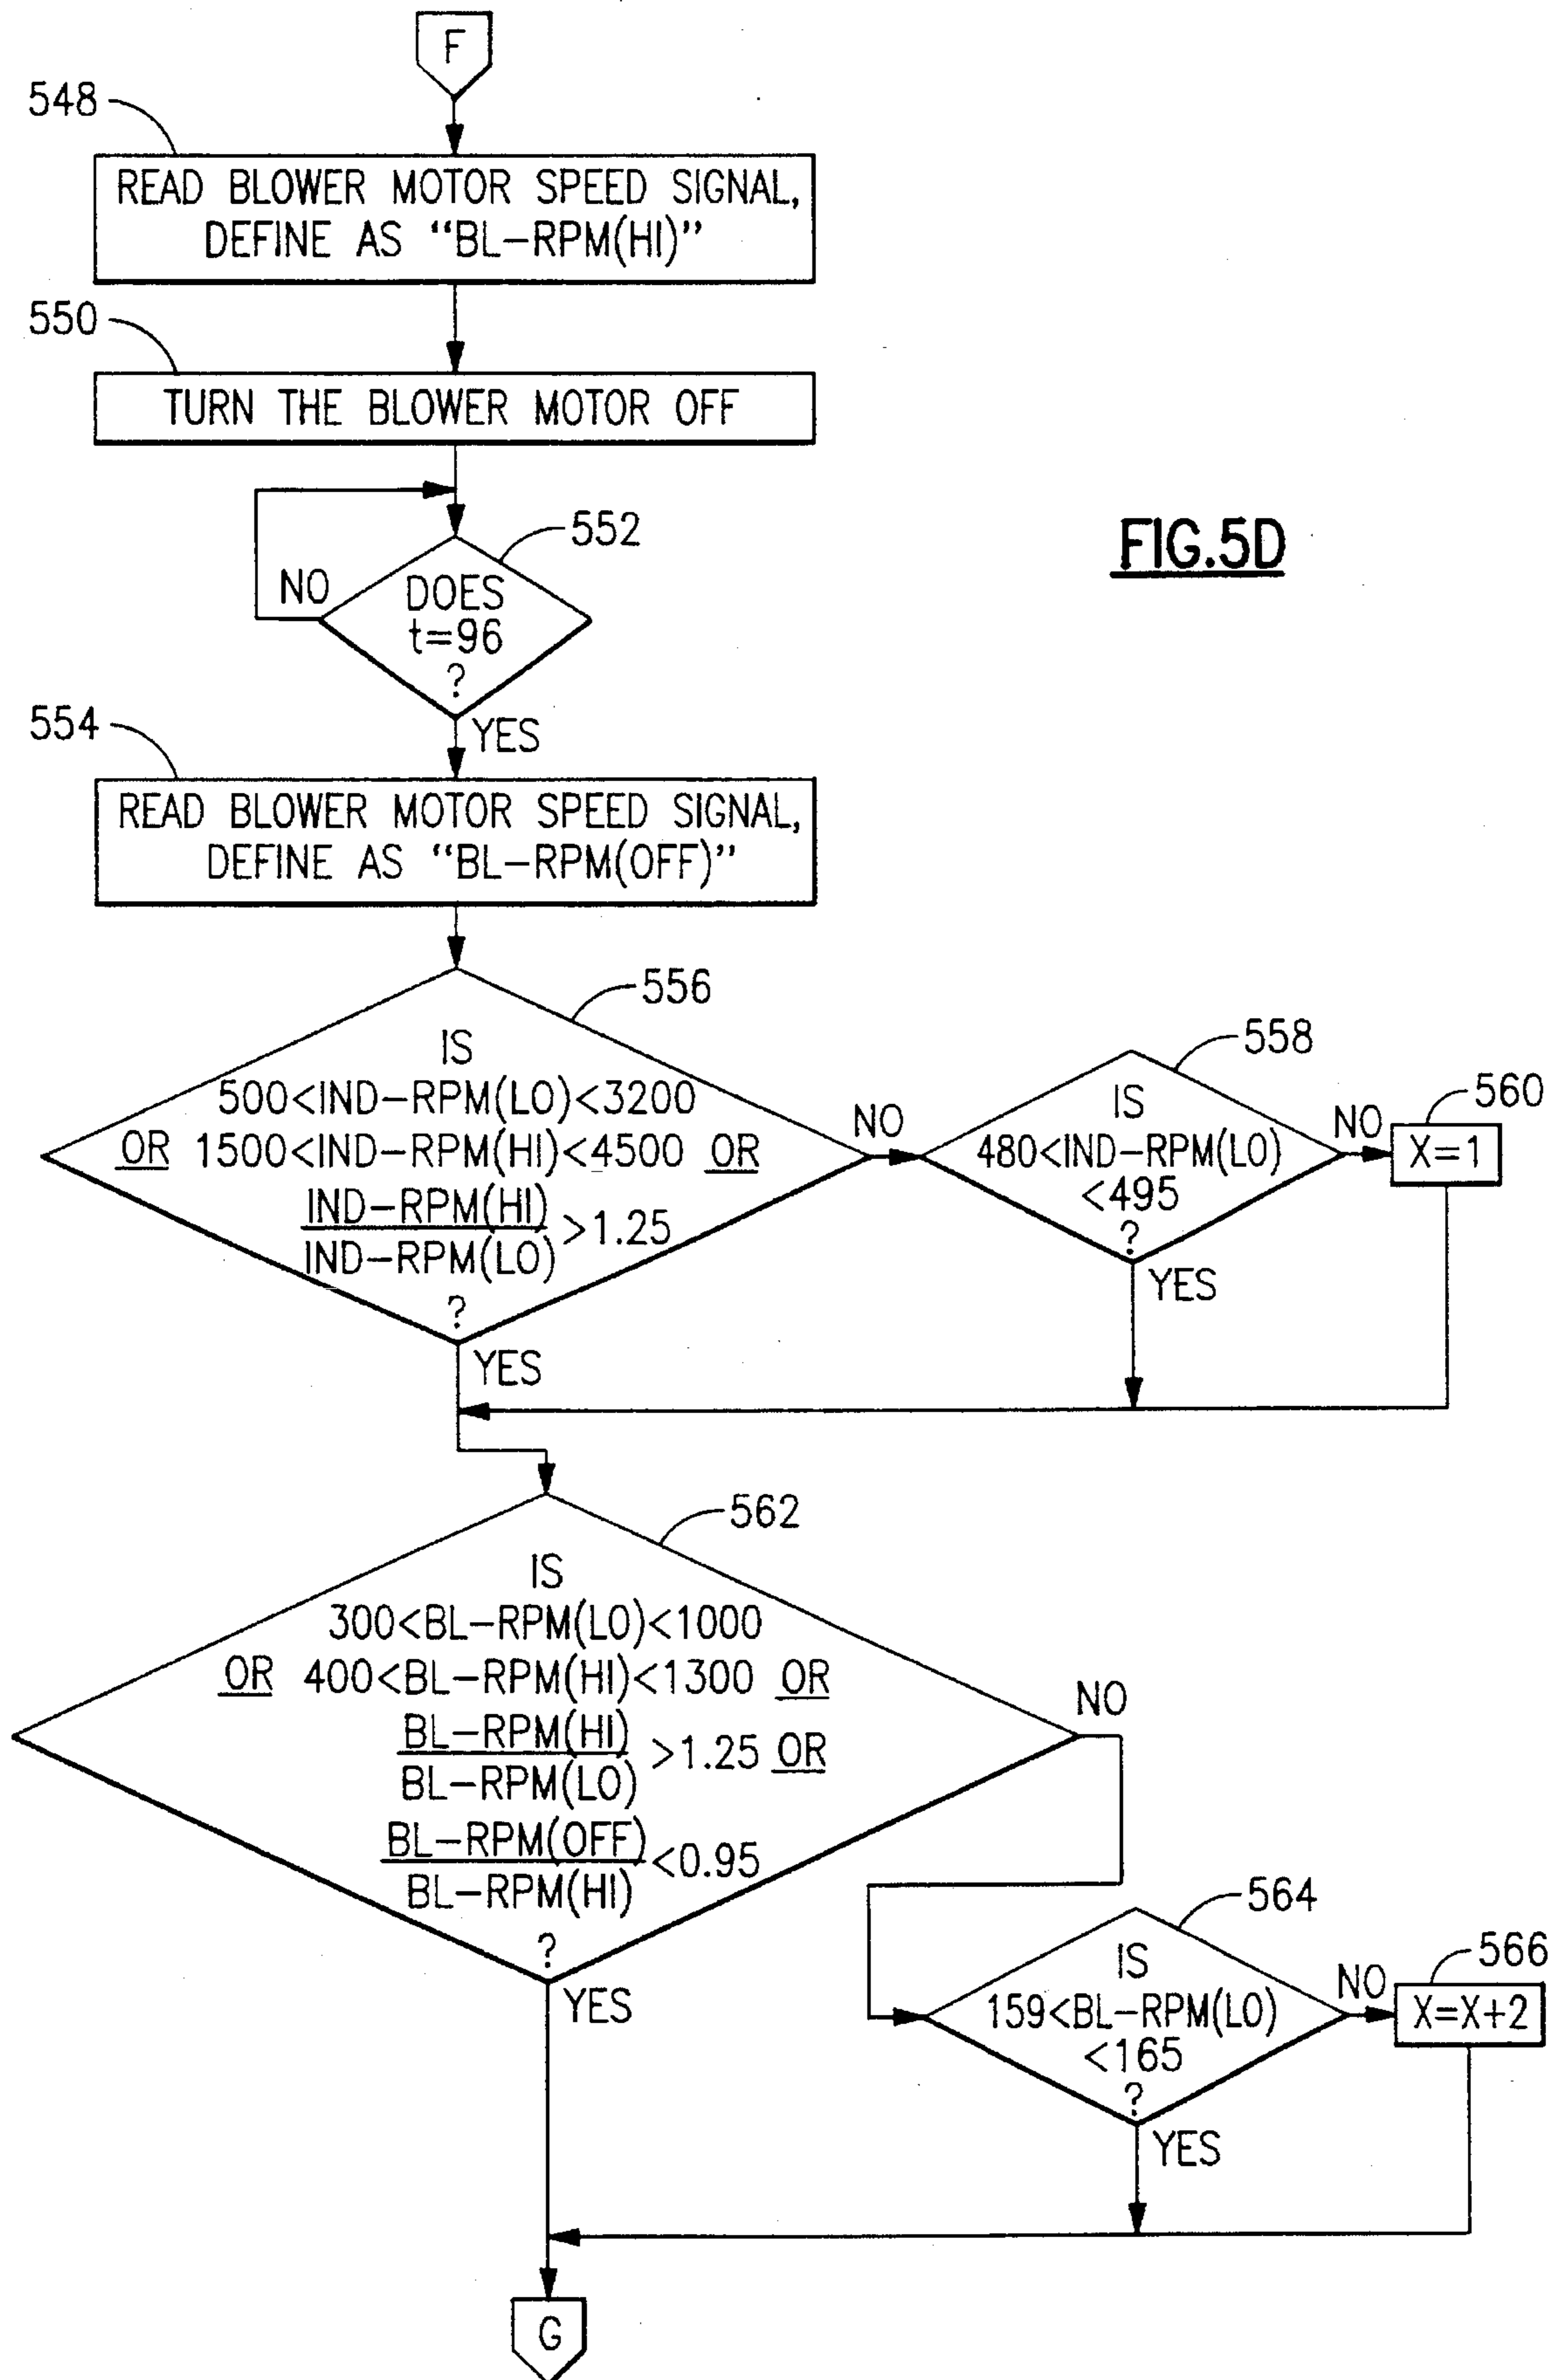 F
548
READ BLOWER MOTOR SPEED SIGNAL,
DEFINE AS “BL–RPM(HI)”
550
TURN THE BLOWER MOTOR OFF
552
NO
DOES
t=96
?
FIG.5D
YES
554
READ BLOWER MOTOR SPEED SIGNAL,
DEFINE AS “BL–RPM(OFF)”
556
IS
500<IND–RPM(LO)<3200
OR 1500<IND–RPM(HI)<4500 OR
IND–RPM(HI)
IND–RPM(LO)
>1.25
?
YES
NO
558
IS
480<IND–RPM(LO)
<495
?
YES
NO
560
X=1
562
IS
300<BL–RPM(LO)<1000
OR 400<BL–RPM(HI)<1300 OR
BL–RPM(HI)
BL–RPM(LO)
>1.25 OR
BL–RPM(OFF)
BL–RPM(HI)
<0.95
?
YES
NO
564
IS
159<BL–RPM(LO)
<165
?
YES
NO
566
X=X+2
G